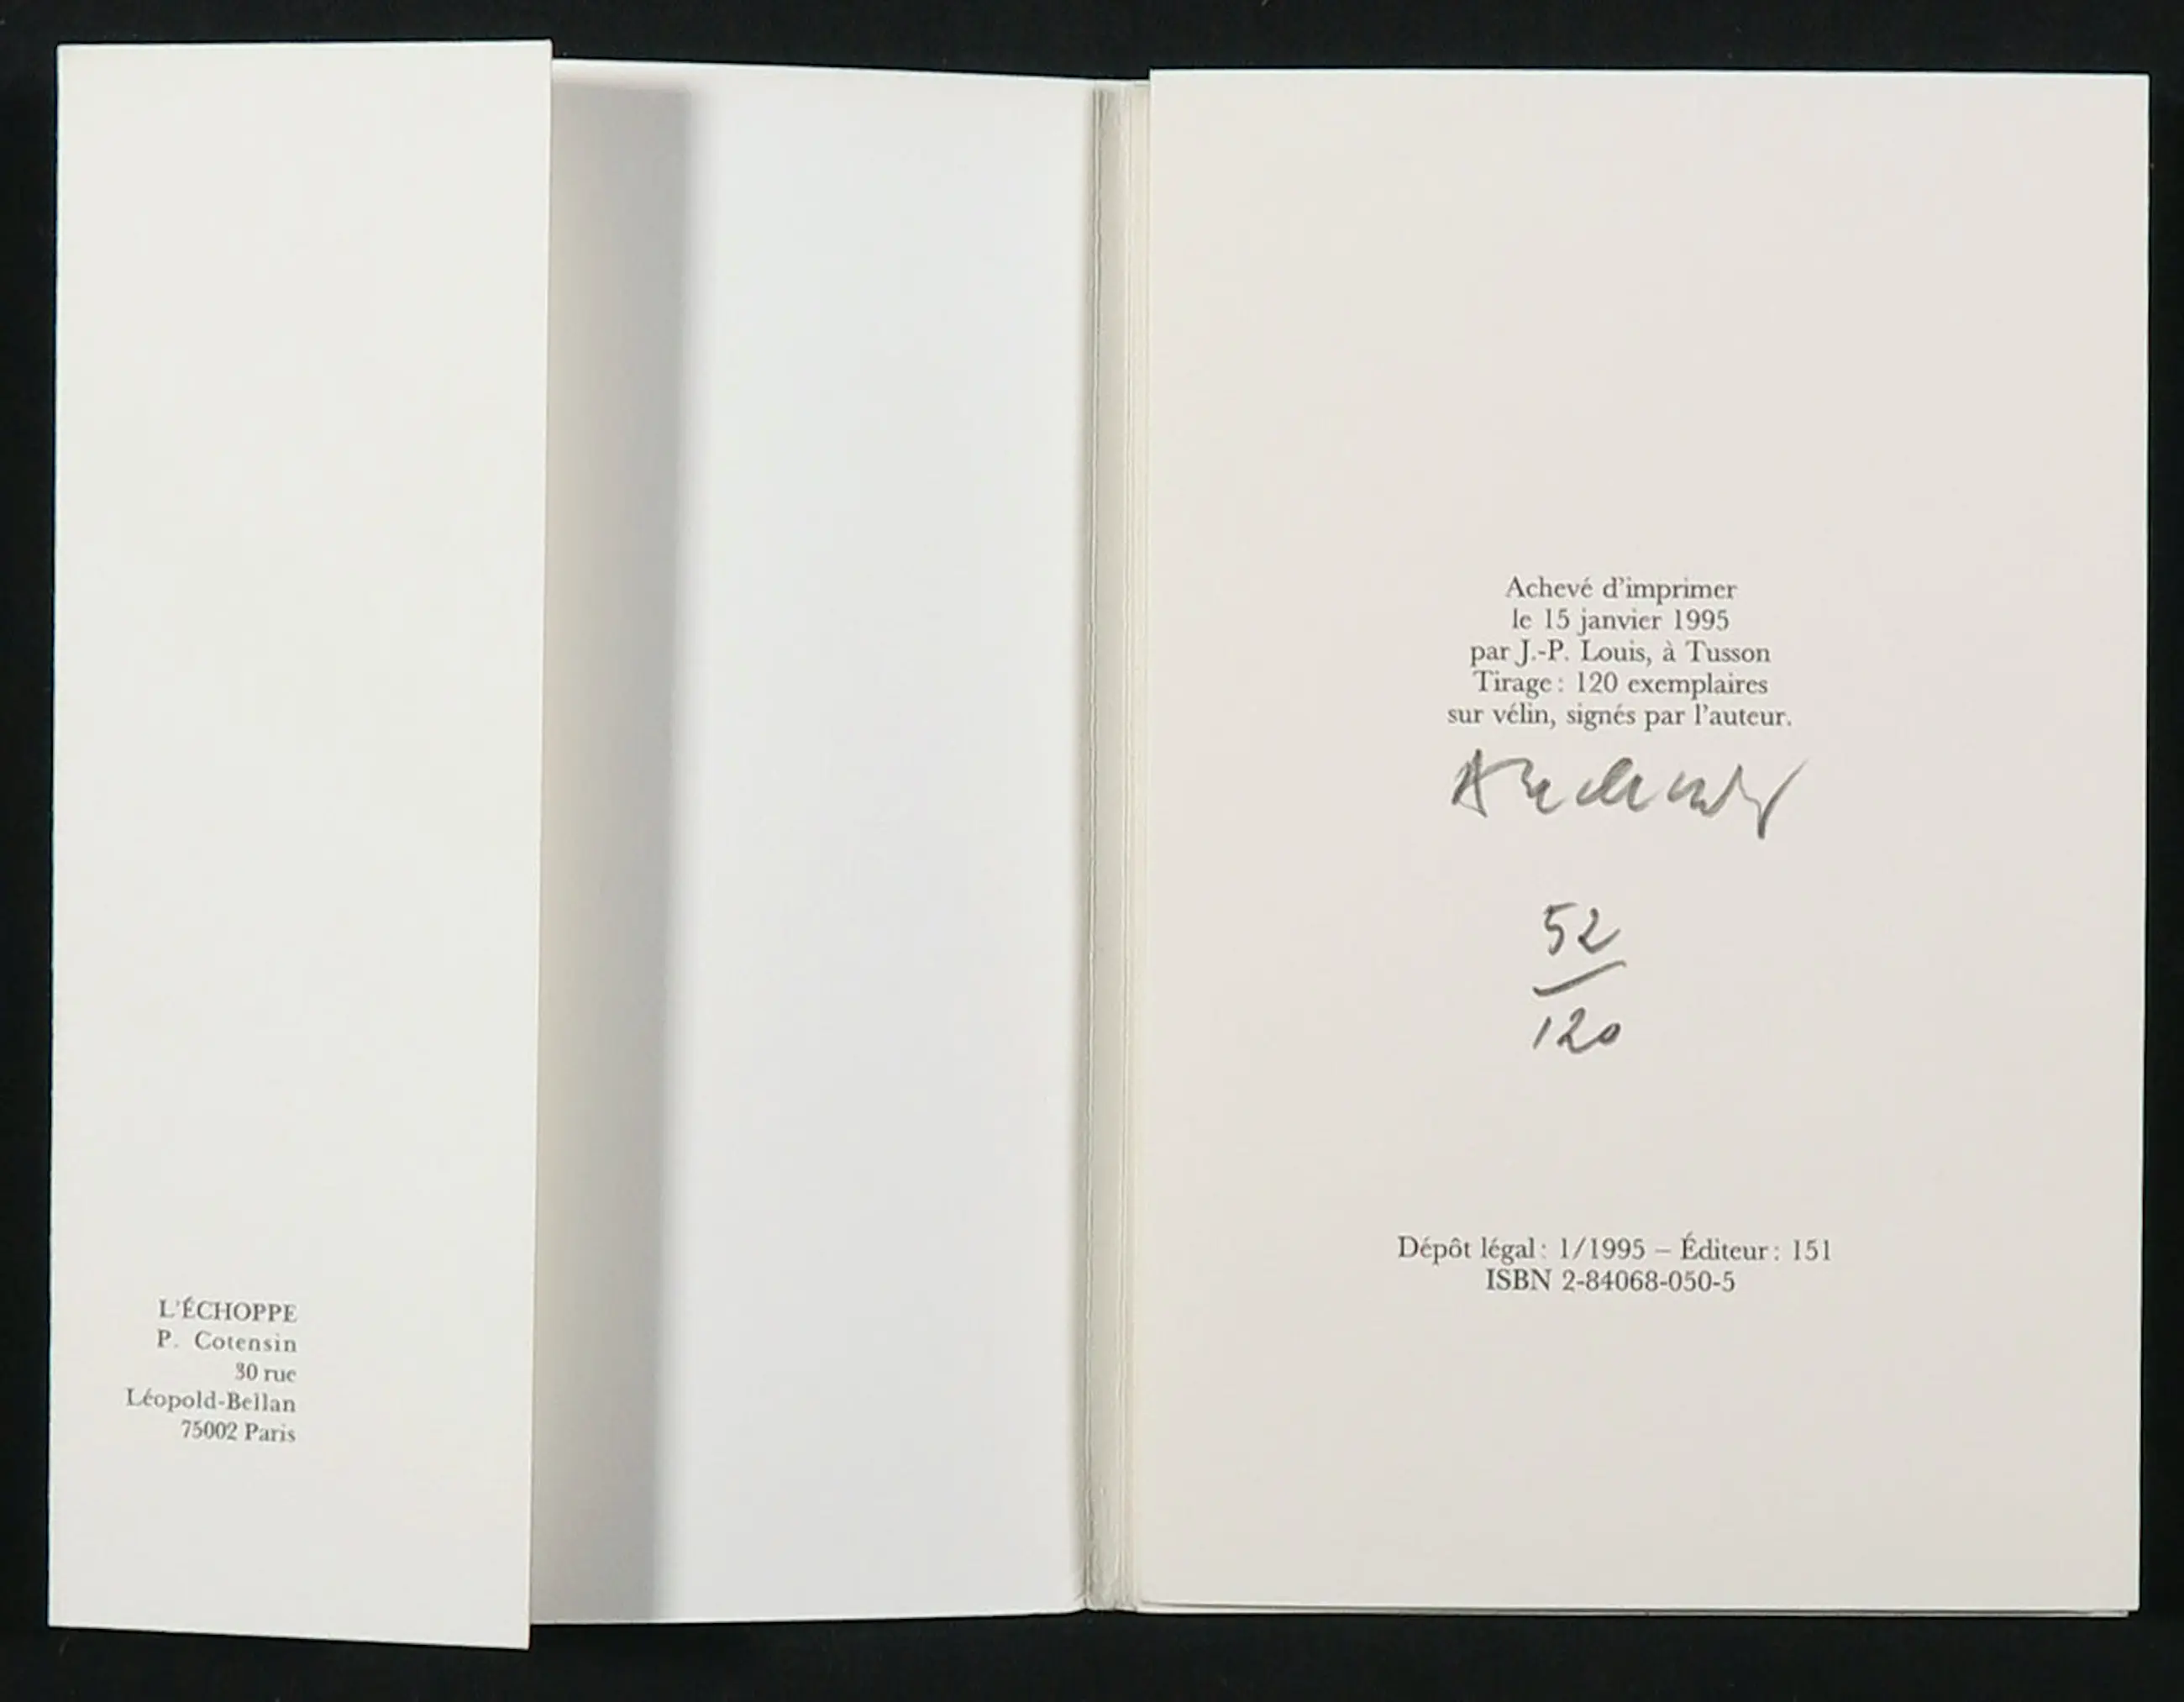 L'ÉCHOPPE
P. Cotensin
30 rue
Léopold-Bellan
75002 Paris
Achevé d'imprimer
le 15 janvier 1995
par J.-P. Louis, à Tusson
Tirage : 120 exemplaires
sur vélin, signés par l'auteur.
52
120
Dépôt légal : 1/1995 – Éditeur : 151
ISBN 2-84068-050-5